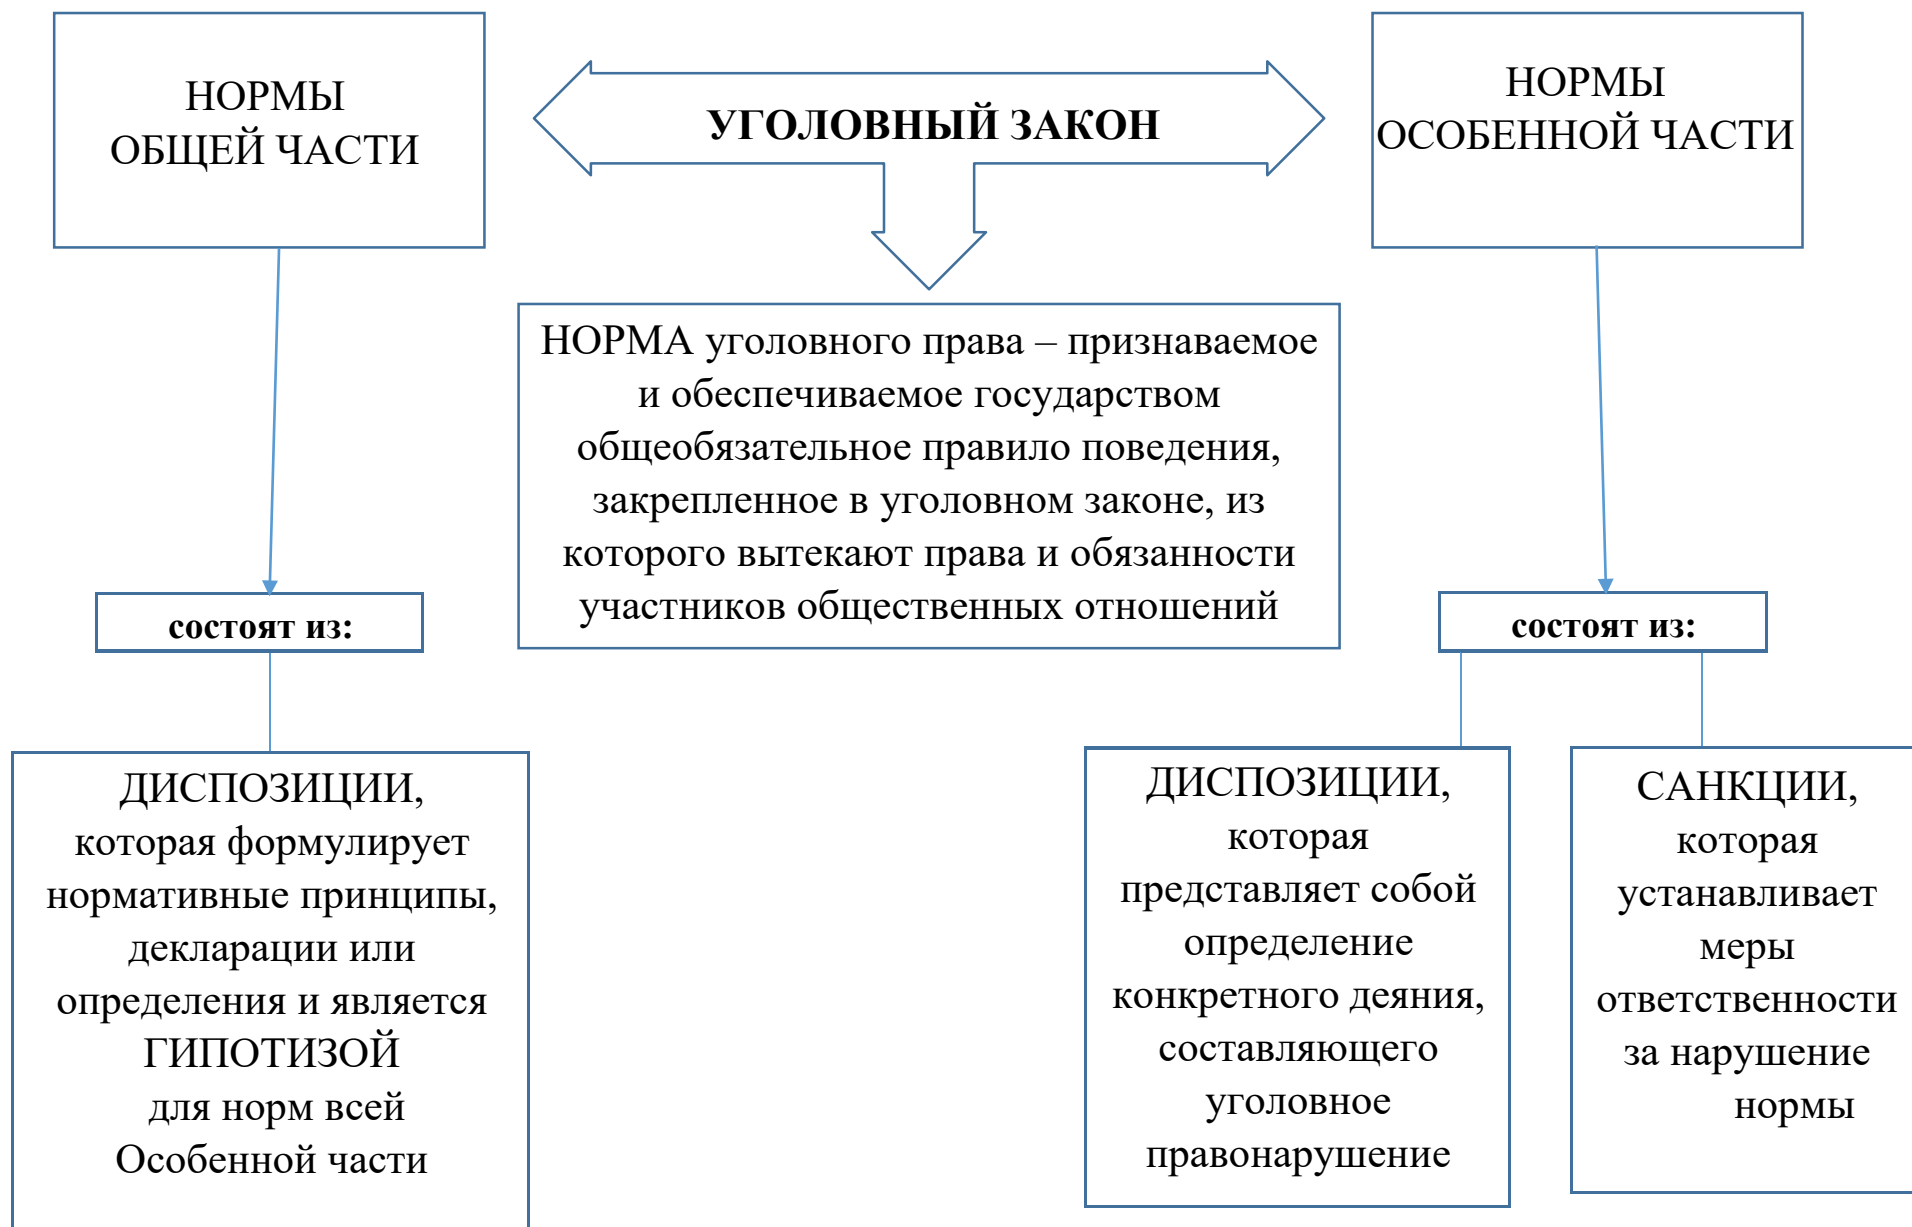 НОРМЫ
ОБЩЕЙ ЧАСТИ
УГОЛОВНЫЙ ЗАКОН
НОРМЫ
ОСОБЕННОЙ ЧАСТИ
НОРМА уголовного права – признаваемое
и обеспечиваемое государством
общеобязательное правило поведения,
закрепленное в уголовном законе, из
которого вытекают права и обязанности
участников общественных отношений
состоят из:
ДИСПОЗИЦИИ,
которая формулирует
нормативные принципы,
декларации или
определения и является
ГИПОТИЗОЙ
для норм всей
Особенной части
состоят из:
ДИСПОЗИЦИИ,
которая
представляет собой
определение
конкретного деяния,
составляющего
уголовное
правонарушение
САНКЦИИ,
которая
устанавливает
меры
ответственности
за нарушение
нормы